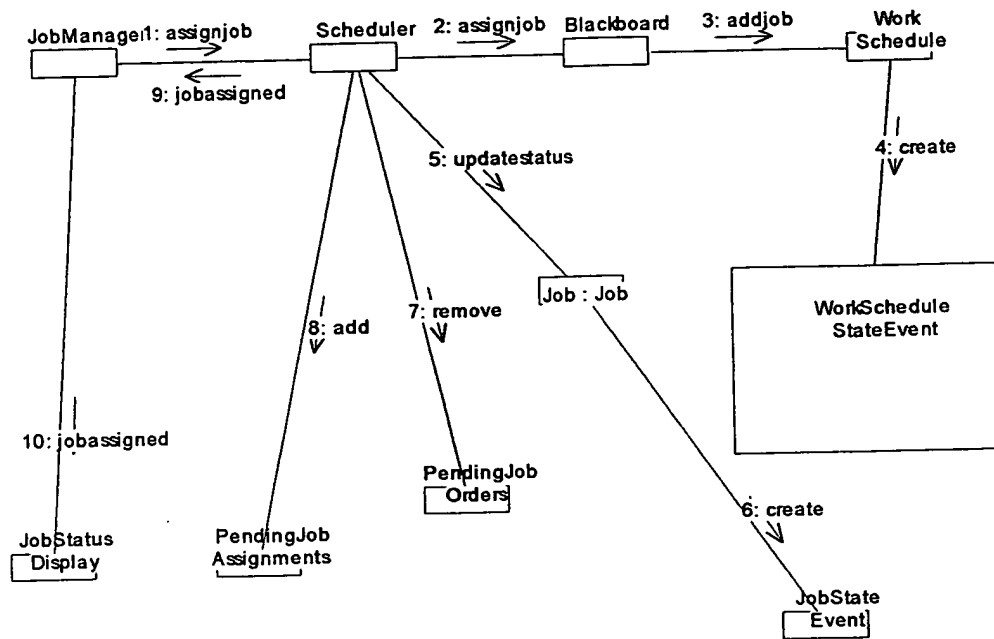 JobManager
1: assignjob
Scheduler
2: assignjob
Blackboard
3: addjob
Work
Schedule
9: jobassigned
4: create
5: updatestatus
Job : Job
WorkSchedule
StateEvent
8: add
7: remove
10: jobassigned
PendingJob
Orders
6: create
JobStatus
Display
PendingJob
Assignments
JobState
Event